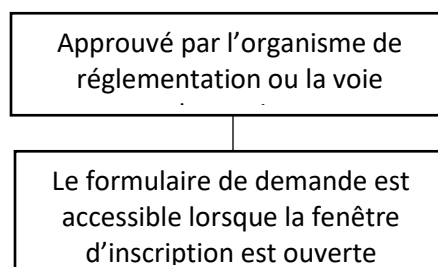 Approuvé par l’organisme de
réglementation ou la voie
Le formulaire de demande est
accessible lorsque la fenêtre
d’inscription est ouverte